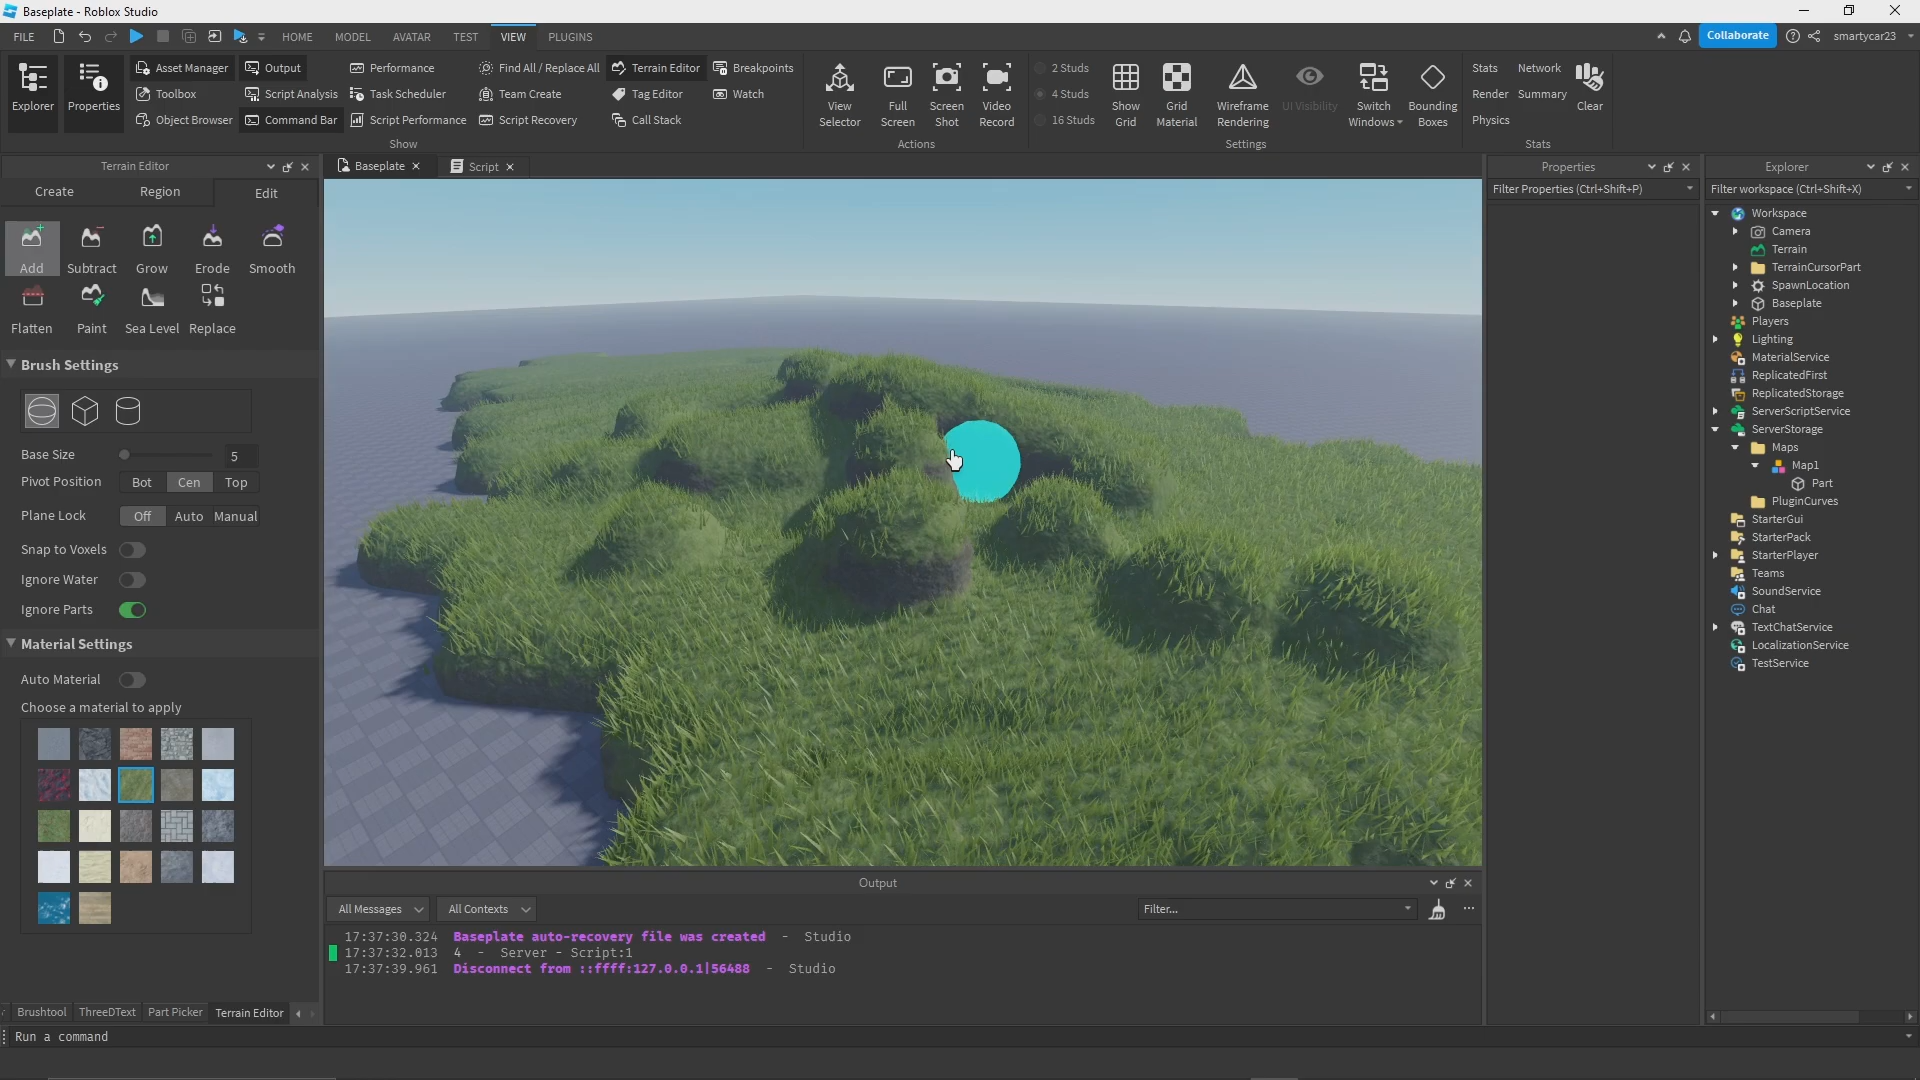 Baseplate - Roblox Studio
FILE HOME MODEL AVATAR TEST VIEW PLUGINS Collaborate smartycar23
Explorer
Properties
Asset Manager
Toolbox
Object Browser
Output
Script Analysis
Command Bar
Performance
Task Scheduler
Script Performance
Find All / Replace All
Team Create
Script Recovery
Terrain Editor
Tag Editor
Call Stack
Breakpoints
Watch
Show
View
Selector
Full
Screen
Screen
Shot
Video
Record
Actions
2 Studs
4 Studs
16 Studs
Show
Grid
Grid
Material
Wireframe
Rendering
UI Visibility
Switch
Windows
Bounding
Boxes
Settings
Stats
Network
Render
Summary
Physics
Clear
Stats
Terrain Editor
Create Region Edit
Add Subtract Grow Erode Smooth
Flatten Paint Sea Level Replace
Brush Settings
Base Size 5
Pivot Position Bot Cen Top
Plane Lock Off Auto Manual
Snap to Voxels
Ignore Water
Ignore Parts
Material Settings
Auto Material
Choose a material to apply
Brushtool ThreeDText Part Picker Terrain Editor
Baseplate
Script
Output
All Messages All Contexts Filter...
17:37:30.324 Baseplate auto-recovery file was created - Studio
17:37:32.013 4 - Server - Script:1
17:37:39.961 Disconnect from ::ffff:127.0.0.1|56488 - Studio
Properties
Filter Properties (Ctrl+Shift+P)
Explorer
Filter workspace (Ctrl+Shift+X)
Workspace
Camera
Terrain
TerrainCursorPart
SpawnLocation
Baseplate
Players
Lighting
MaterialService
ReplicatedFirst
ReplicatedStorage
ServerScriptService
ServerStorage
Maps
Map1
Part
PluginCurves
StarterGui
StarterPack
StarterPlayer
Teams
SoundService
Chat
TextChatService
LocalizationService
TestService
Run a command